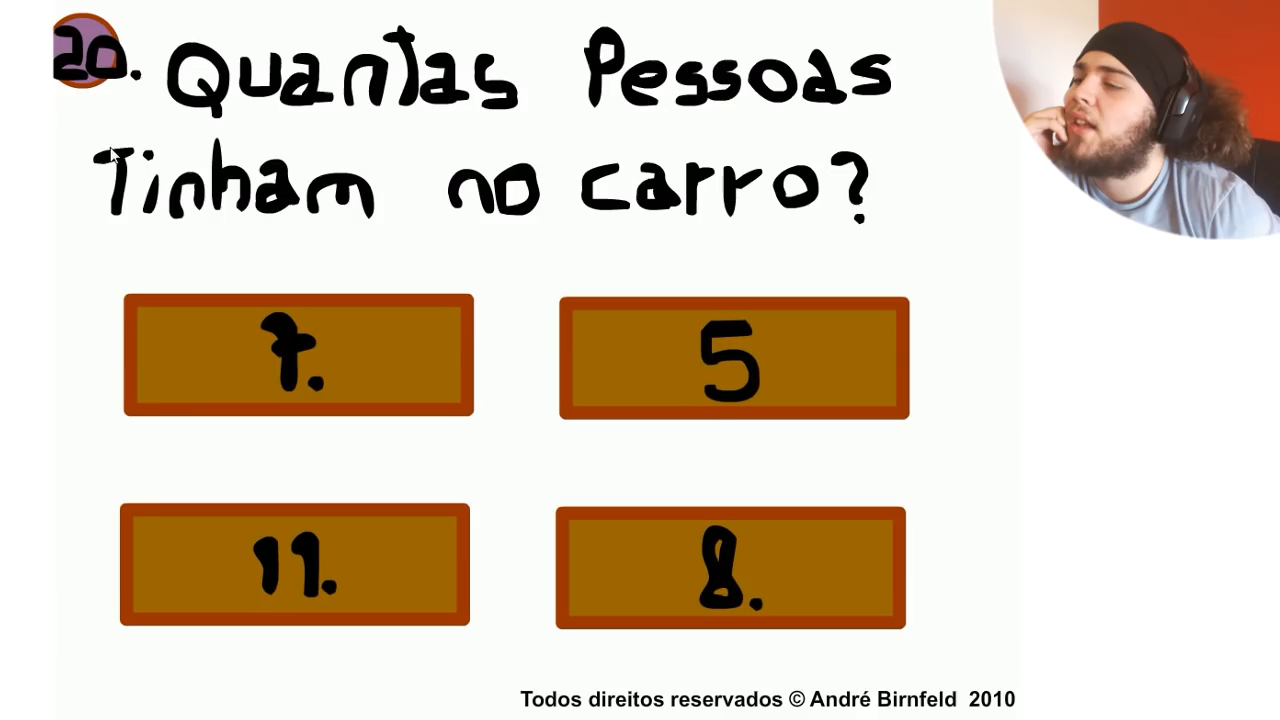 20. Quantas Pessoas
Tinham no carro?
7. 5
11. 8.
Todos direitos reservados © André Birnfeld 2010